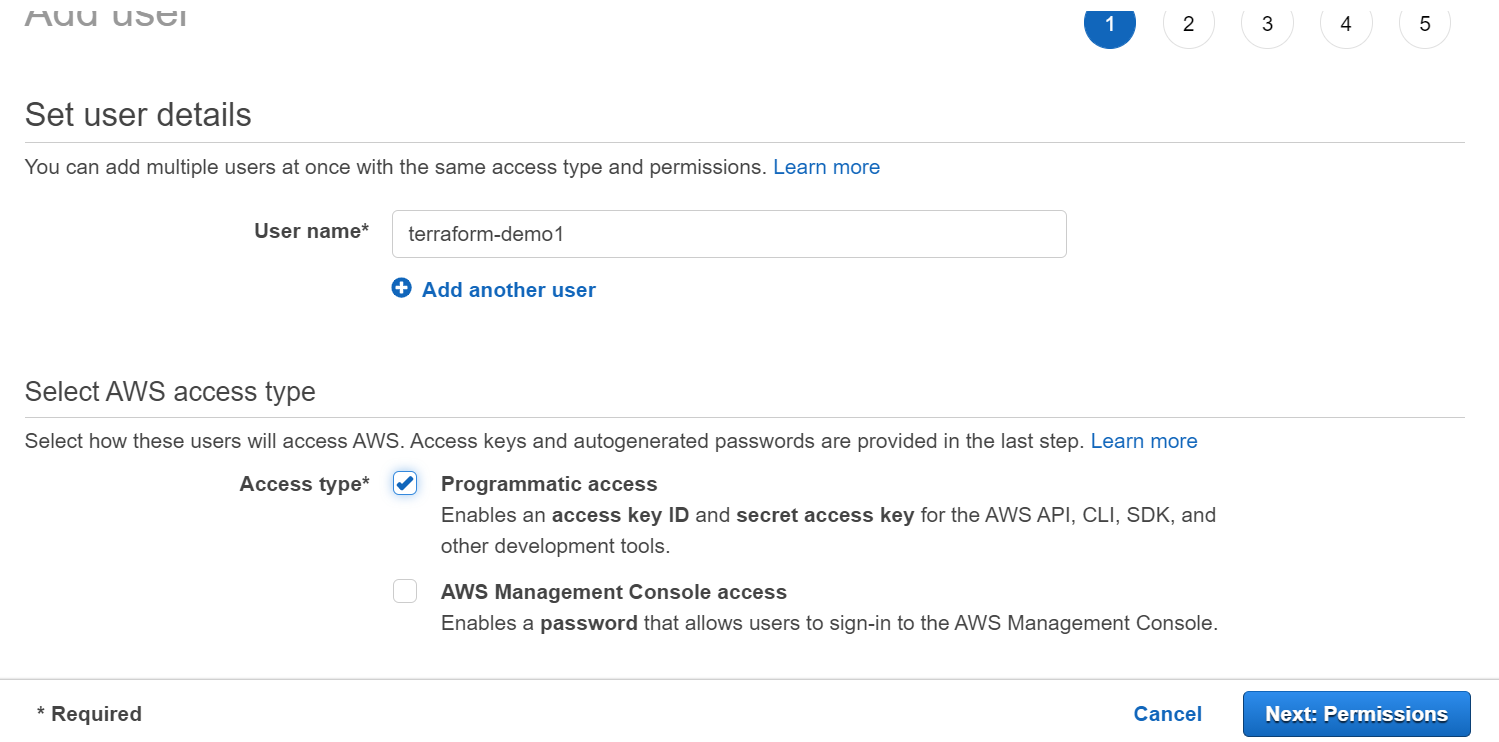 Add user
1 2 3 4 5
Set user details
You can add multiple users at once with the same access type and permissions. Learn more
User name* terraform-demo1
Add another user
Select AWS access type
Select how these users will access AWS. Access keys and autogenerated passwords are provided in the last step. Learn more
Access type* Programmatic access
Enables an access key ID and secret access key for the AWS API, CLI, SDK, and
other development tools.
AWS Management Console access
Enables a password that allows users to sign-in to the AWS Management Console.
* Required Cancel Next: Permissions